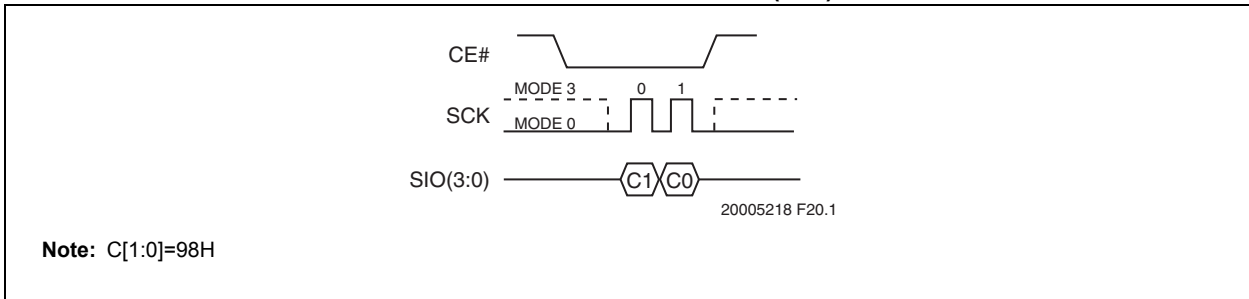 CE#
MODE 3 0 1
SCK
MODE 0
SIO(3:0) C1 C0
20005218 F20.1
Note: C[1:0]=98H